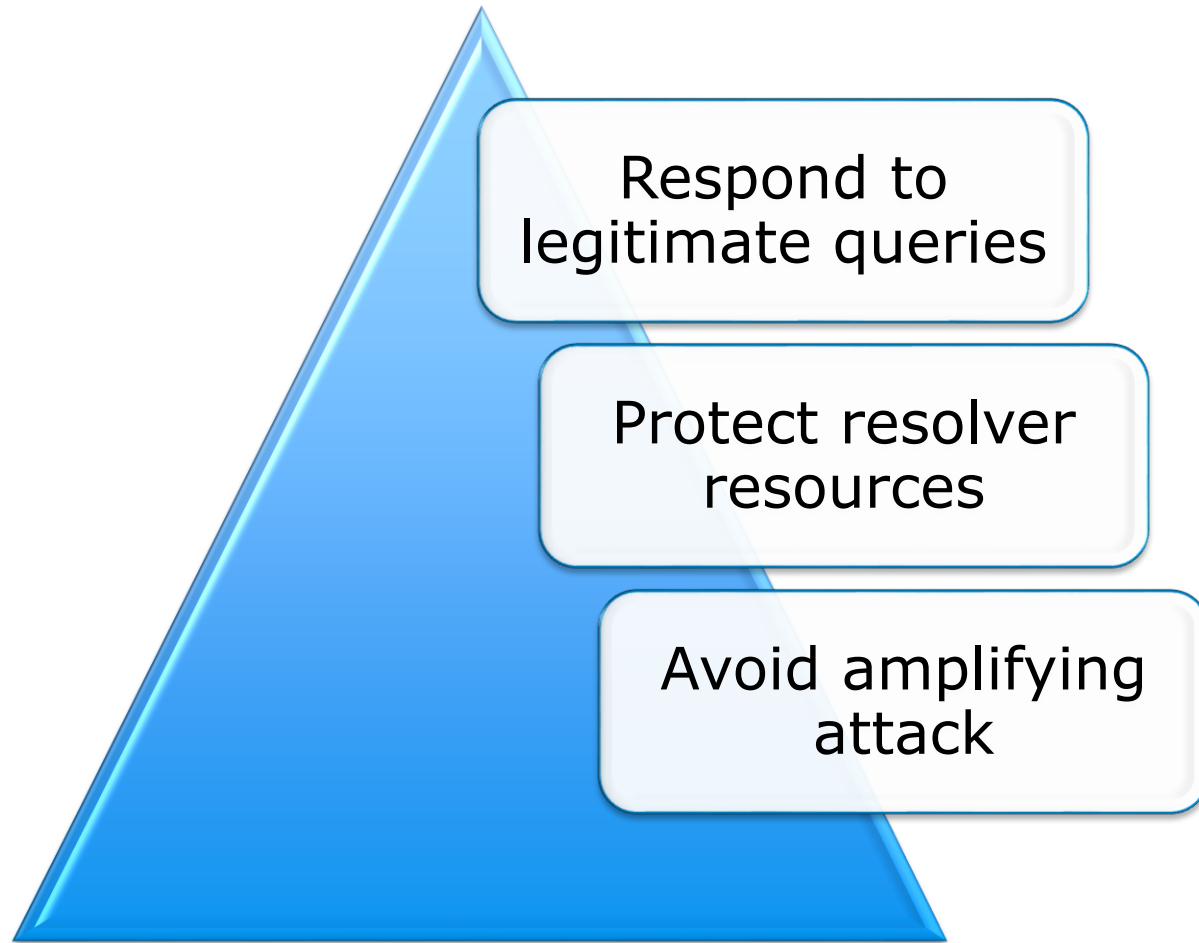 Respond to
legitimate queries
Protect resolver
resources
Avoid amplifying
attack